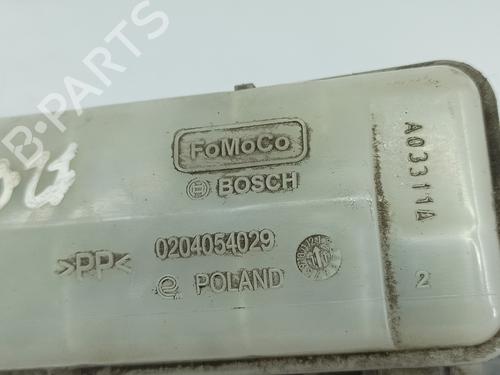 B-PARTS
FoMoCo
BOSCH
>PP<
0204054029
POLAND
A03311A
2